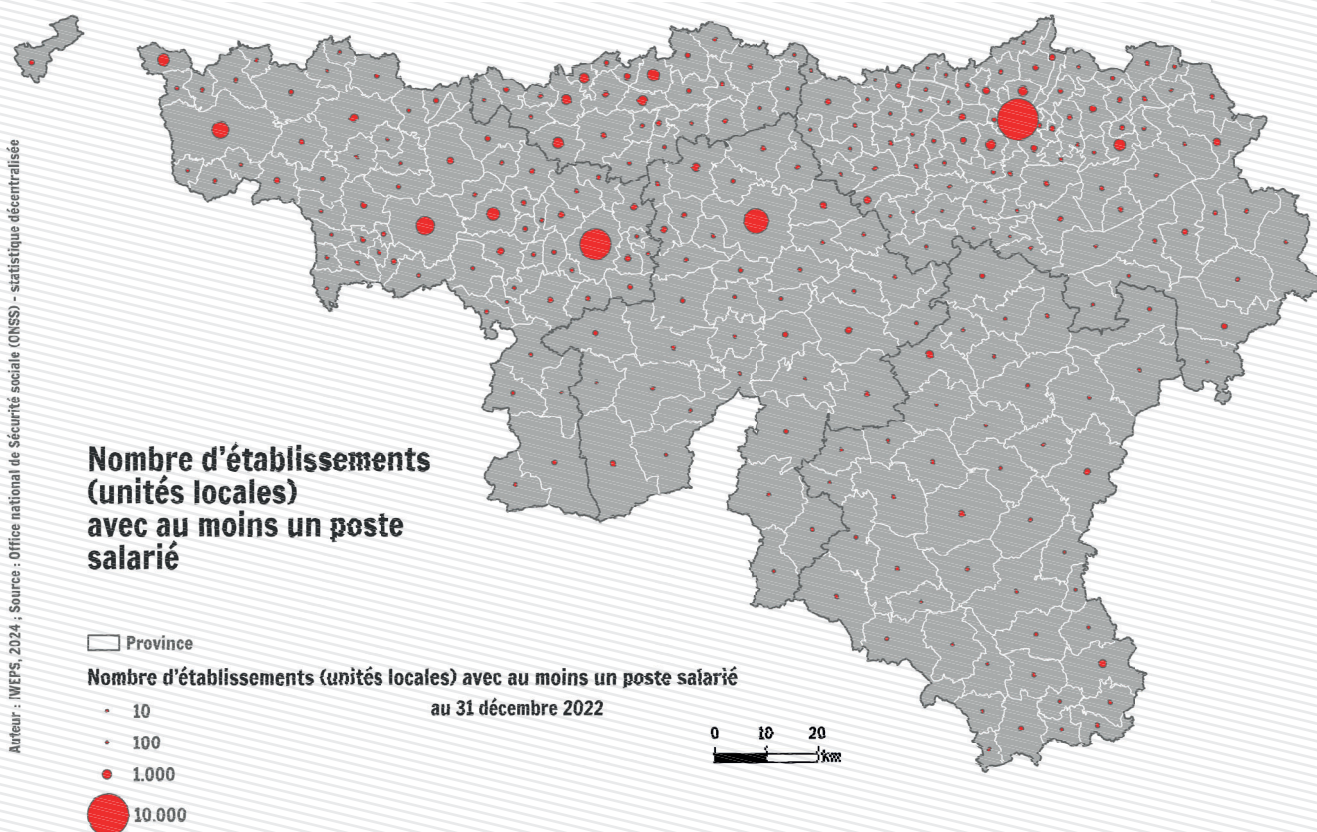 Auteur : IWEPS, 2024 ; Source : Office national de Sécurité sociale (ONSS) - statistique décentralisée
Nombre d'établissements
(unités locales)
avec au moins un poste
salarié
Province
Nombre d'établissements (unités locales) avec au moins un poste salarié
au 31 décembre 2022
10
100
1.000
10.000
0 10 20
km